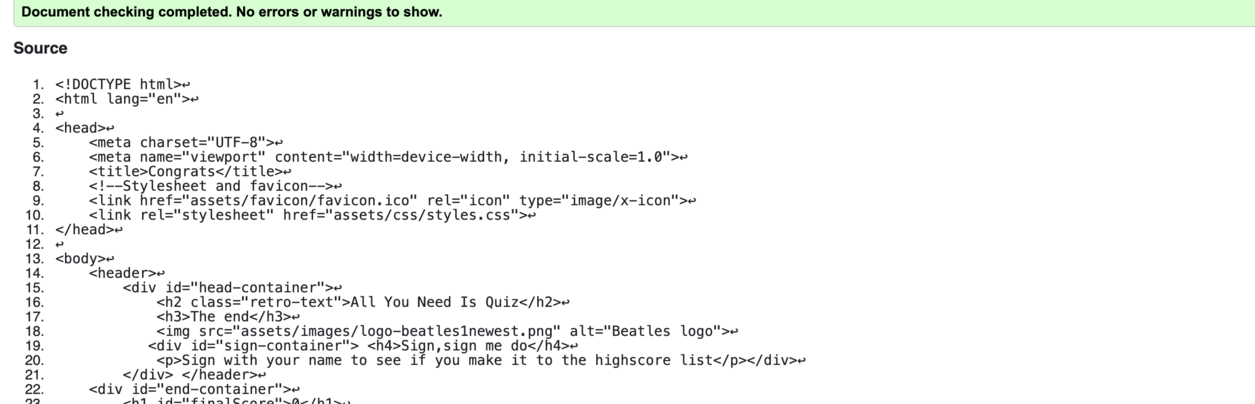 Document checking completed. No errors or warnings to show.
Source
1. <!DOCTYPE html>↩
2. <html lang="en">↩
3. ↩
4. <head>↩
5. <meta charset="UTF-8">↩
6. <meta name="viewport" content="width=device-width, initial-scale=1.0">↩
7. <title>Congrats</title>↩
8. <!--Stylesheet and favicon-->↩
9. <link href="assets/favicon/favicon.ico" rel="icon" type="image/x-icon">↩
10. <link rel="stylesheet" href="assets/css/styles.css">↩
11. </head>↩
12. ↩
13. <body>↩
14. <header>↩
15. <div id="head-container">↩
16. <h2 class="retro-text">All You Need Is Quiz</h2>↩
17. <h3>The end</h3>↩
18. <img src="assets/images/logo-beatles1newest.png" alt="Beatles logo">↩
19. <div id="sign-container"> <h4>Sign,sign me do</h4>↩
20. <p>Sign with your name to see if you make it to the highscore list</p></div>↩
21. </div> </header>↩
22. <div id="end-container">↩
23. <h1 id="finalScore">0</h1>↩